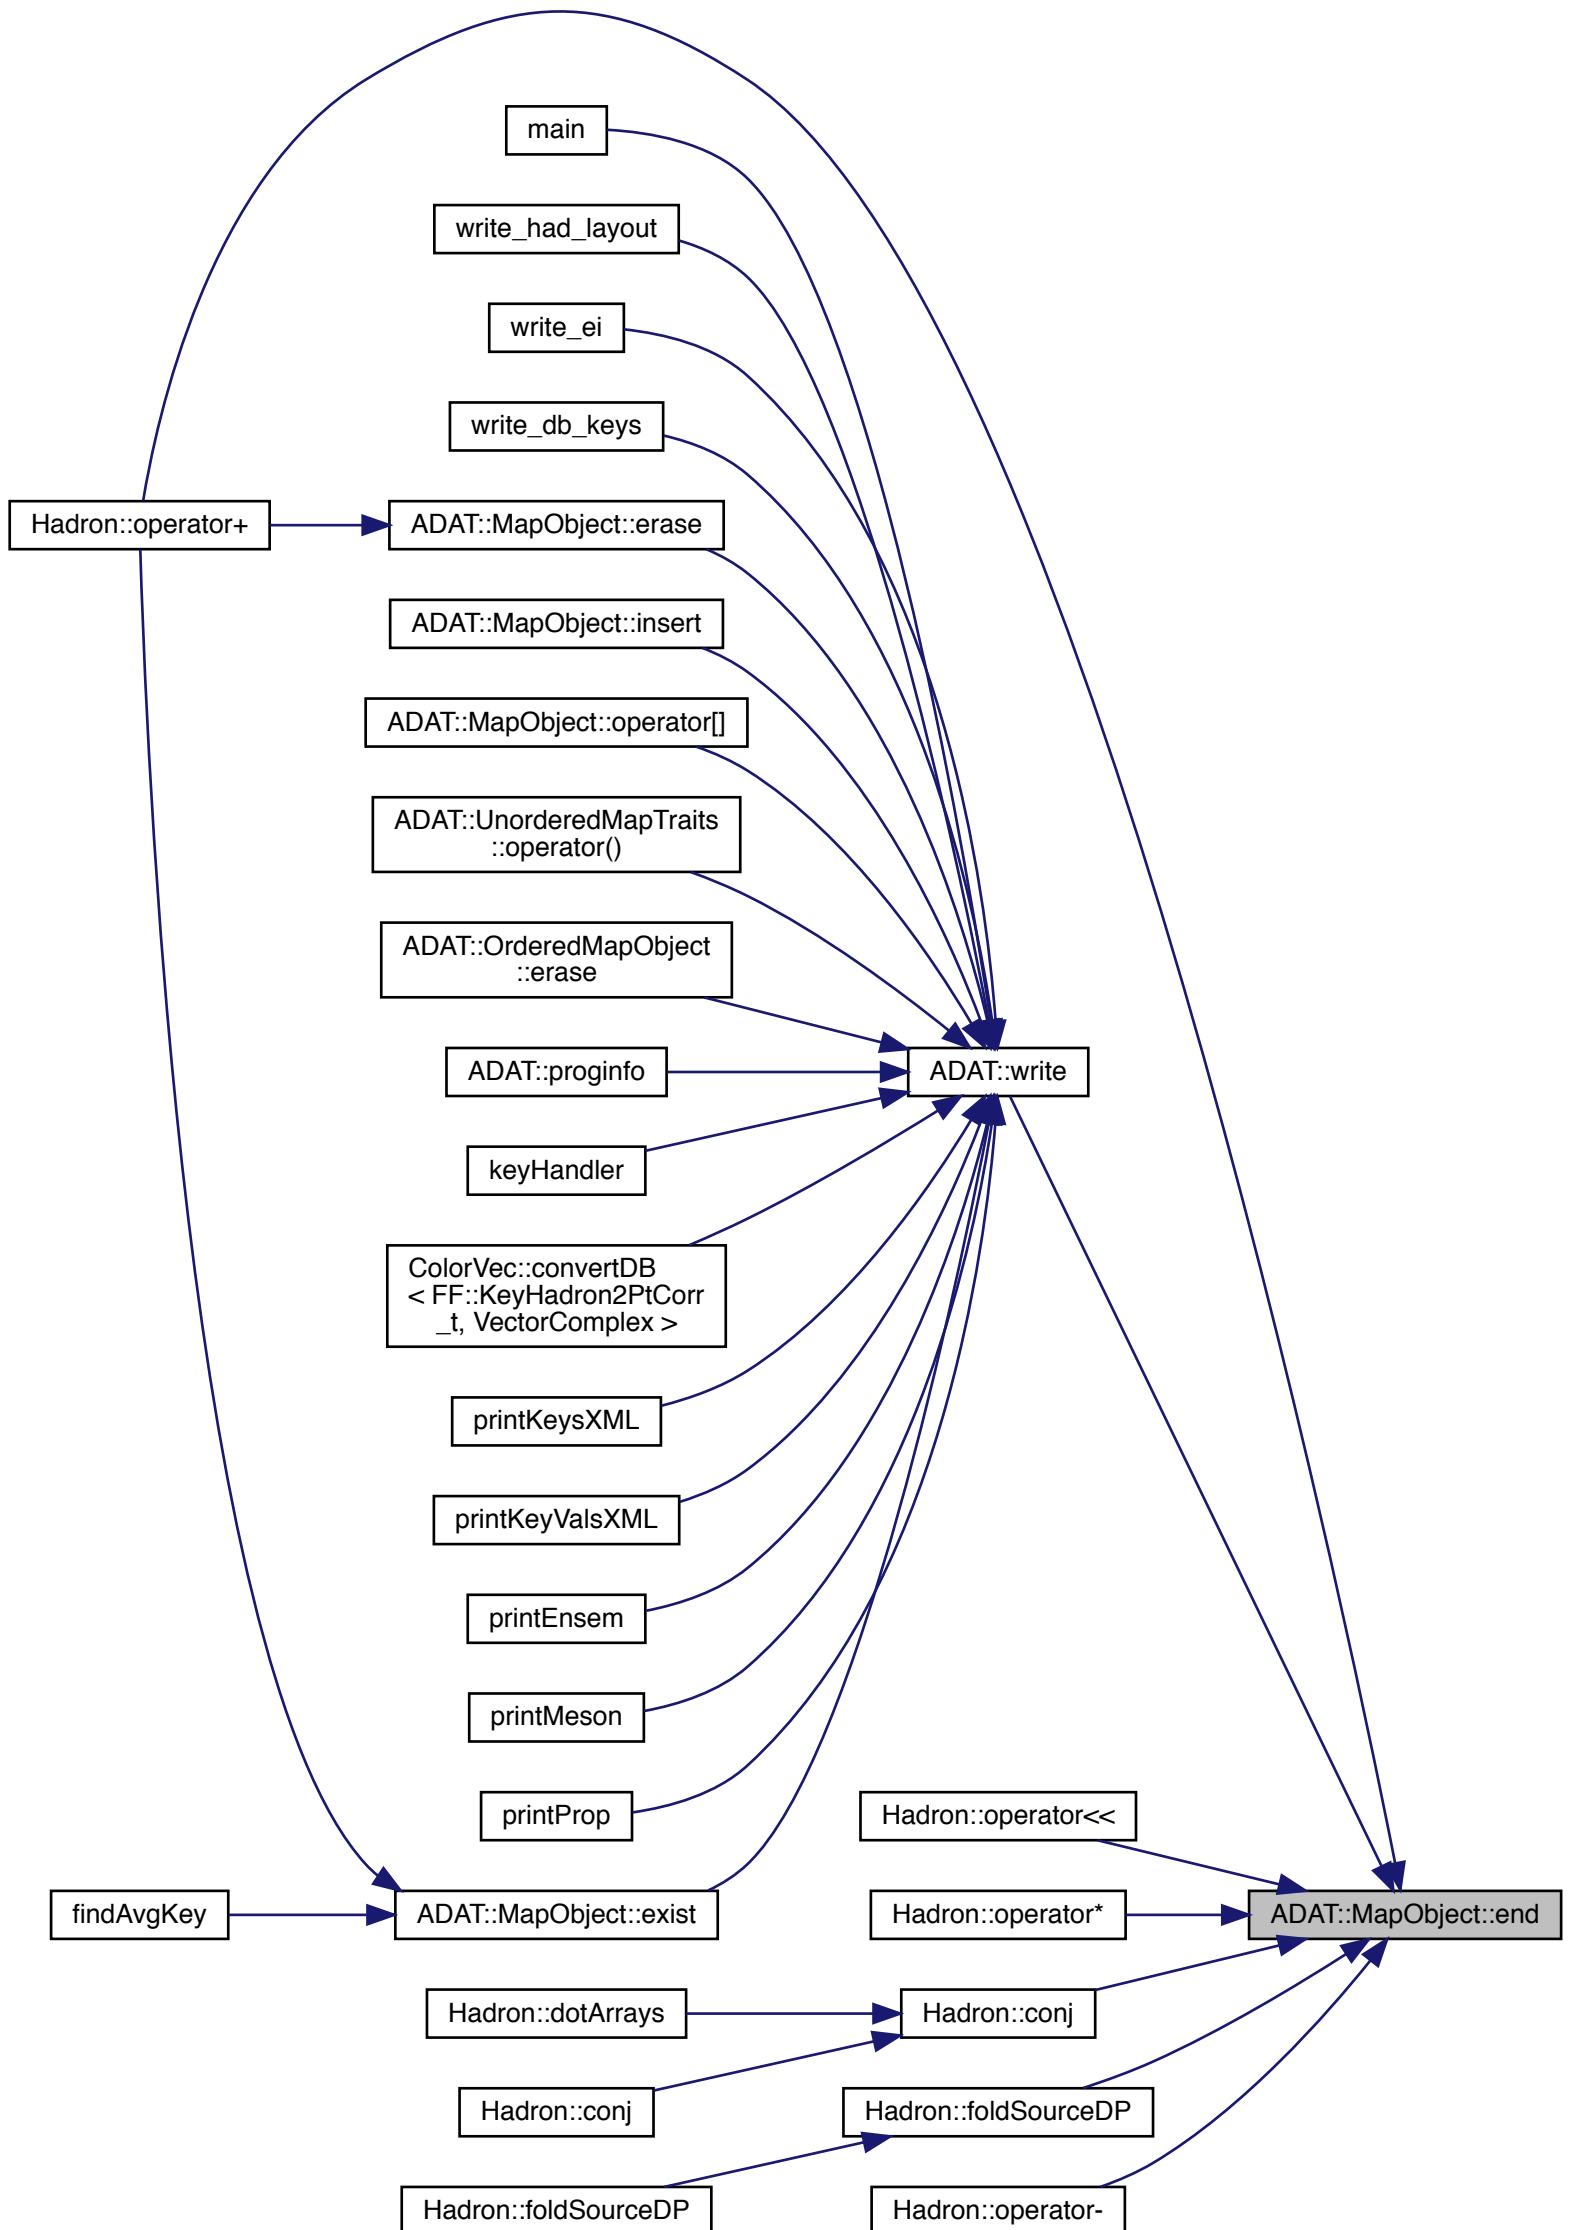 main
write_had_layout
write_ei
write_db_keys
Hadron::operator+
ADAT::MapObject::erase
ADAT::MapObject::insert
ADAT::MapObject::operator[]
ADAT::UnorderedMapTraits
::operator()
ADAT::OrderedMapObject
::erase
ADAT::proginfo
ADAT::write
keyHandler
ColorVec::convertDB
< FF::KeyHadron2PtCorr
_t, VectorComplex >
printKeysXML
printKeyValsXML
printEnsem
printMeson
printProp
Hadron::operator<<
findAvgKey
ADAT::MapObject::exist
Hadron::operator*
ADAT::MapObject::end
Hadron::dotArrays
Hadron::conj
Hadron::conj
Hadron::foldSourceDP
Hadron::foldSourceDP
Hadron::operator-